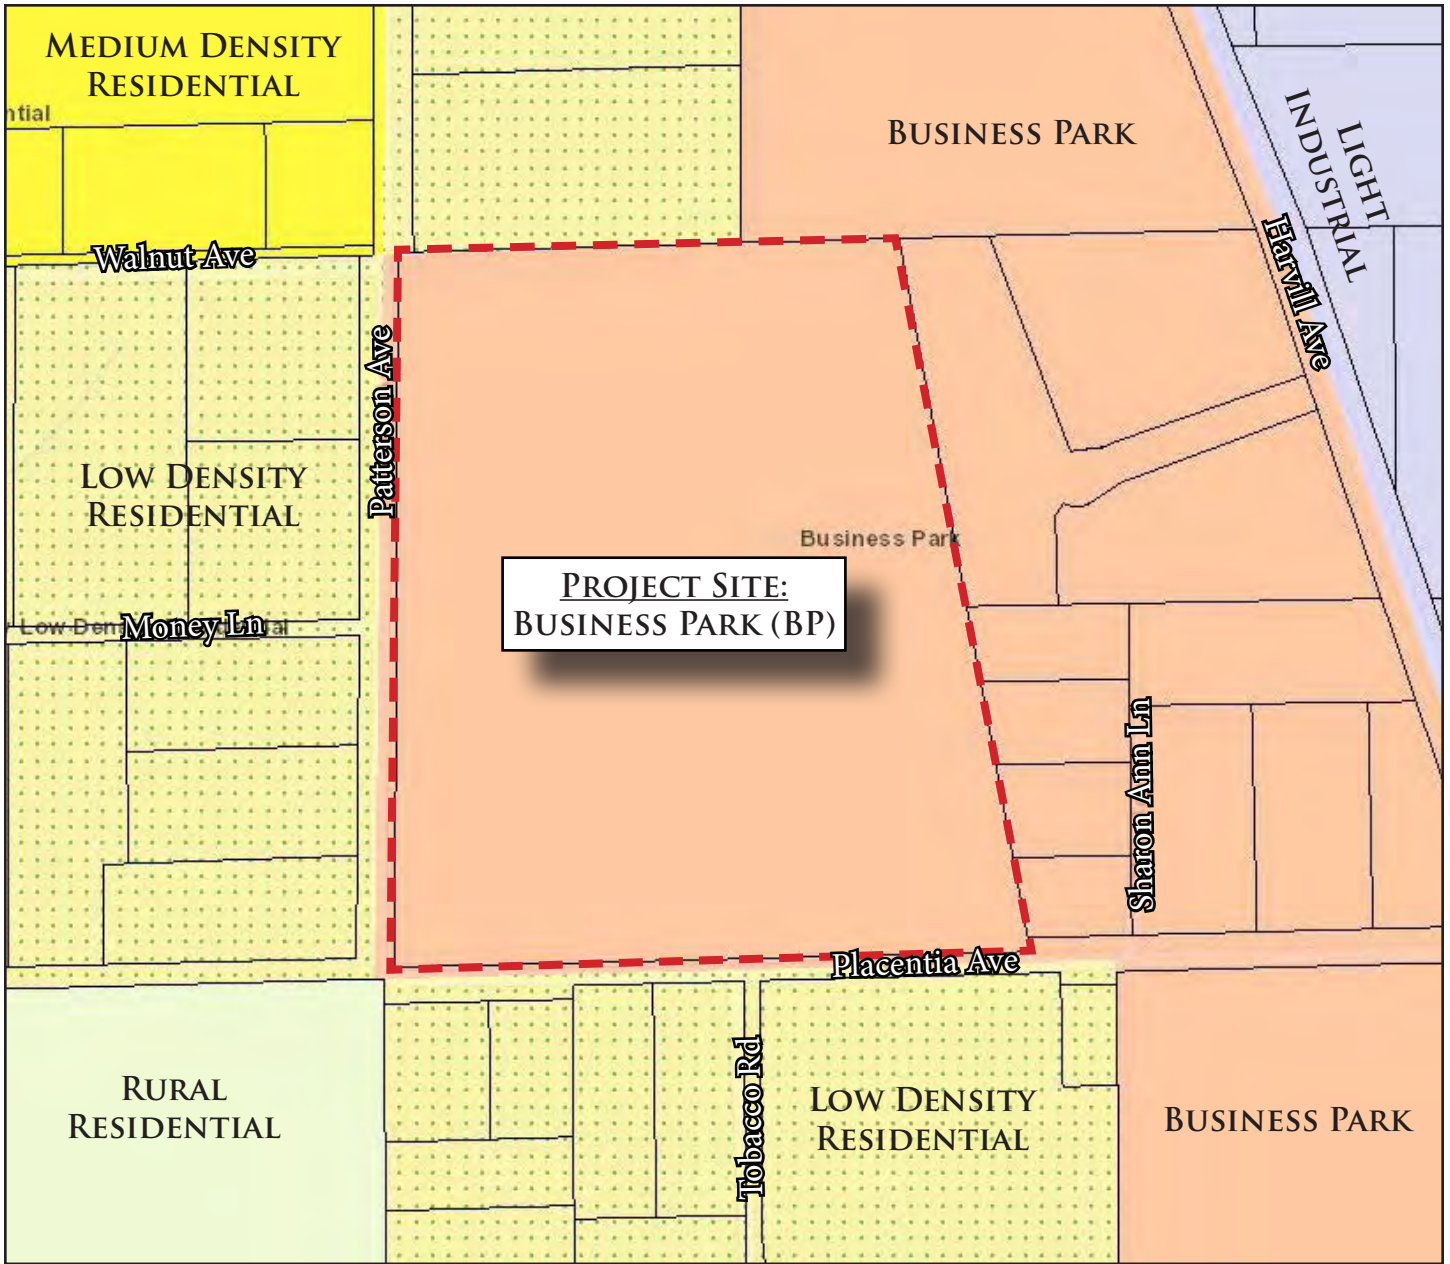 MEDIUM DENSITY
RESIDENTIAL
ntial
BUSINESS PARK
LIGHT
INDUSTRIAL
Walnut Ave
Harvill Ave
Patterson Ave
LOW DENSITY
RESIDENTIAL
Business Park
PROJECT SITE:
BUSINESS PARK (BP)
Money Ln
Sharon Ann Ln
Placentia Ave
RURAL
RESIDENTIAL
Tobacco Rd
LOW DENSITY
RESIDENTIAL
BUSINESS PARK